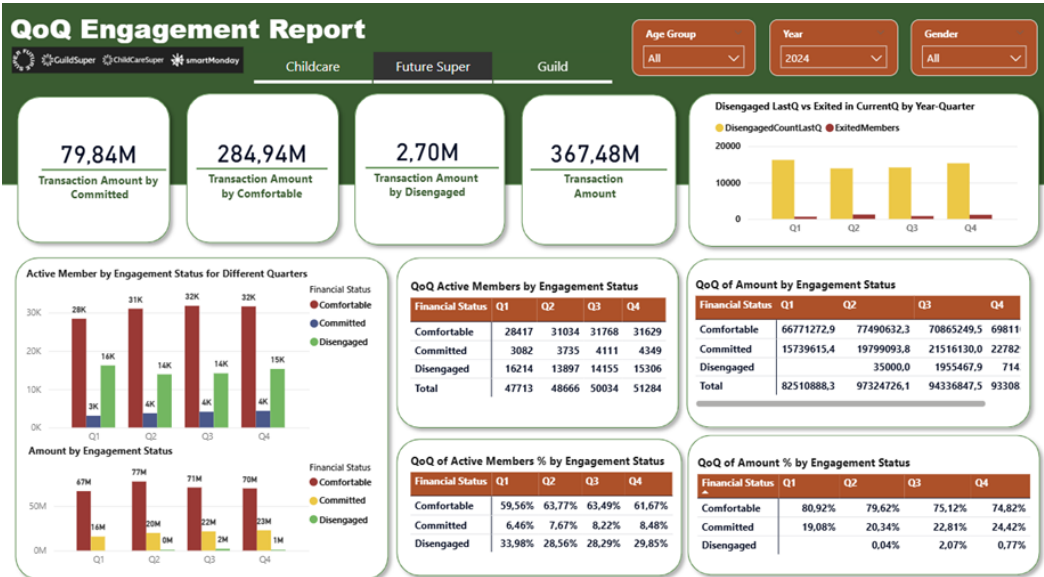 QoQ Engagement Report
GuildSuper ChildCareSuper smartMonday
Childcare Future Super Guild
Age Group
All
Year
2024
Gender
All
79,84M
Transaction Amount by
Committed
284,94M
Transaction Amount
by Comfortable
2,70M
Transaction Amount
by Disengaged
367,48M
Transaction
Amount
Disengaged LastQ vs Exited in CurrentQ by Year-Quarter
DisengagedCountLastQ ExitedMembers
20000
10000
0
Q1 Q2 Q3 Q4
Active Member by Engagement Status for Different Quarters
Financial Status
Comfortable
Committed
Disengaged
30K
20K
10K
0K
28K 31K 32K 32K
16K 14K 14K 15K
3K 4K 4K 4K
Q1 Q2 Q3 Q4
Amount by Engagement Status
Financial Status
Comfortable
Committed
Disengaged
50M
0M
67M 77M 71M 70M
16M 20M 22M 23M
0M 2M 1M
Q1 Q2 Q3 Q4
QoQ Active Members by Engagement Status
Financial Status Q1 Q2 Q3 Q4
Comfortable 28417 31034 31768 31629
Committed 3082 3735 4111 4349
Disengaged 16214 13897 14155 15306
Total 47713 48666 50034 51284
QoQ of Amount by Engagement Status
Financial Status Q1 Q2 Q3 Q4
Comfortable 66771272,9 77490632,3 70865249,5 69811
Committed 15739615,4 19799093,8 21516130,0 22782
Disengaged 35000,0 1955467,9 714
Total 82510888,3 97324726,1 94336847,5 93308
QoQ of Active Members % by Engagement Status
Financial Status Q1 Q2 Q3 Q4
Comfortable 59,56% 63,77% 63,49% 61,67%
Committed 6,46% 7,67% 8,22% 8,48%
Disengaged 33,98% 28,56% 28,29% 29,85%
QoQ of Amount % by Engagement Status
Financial Status Q1 Q2 Q3 Q4
Comfortable 80,92% 79,62% 75,12% 74,82%
Committed 19,08% 20,34% 22,81% 24,42%
Disengaged 0,04% 2,07% 0,77%